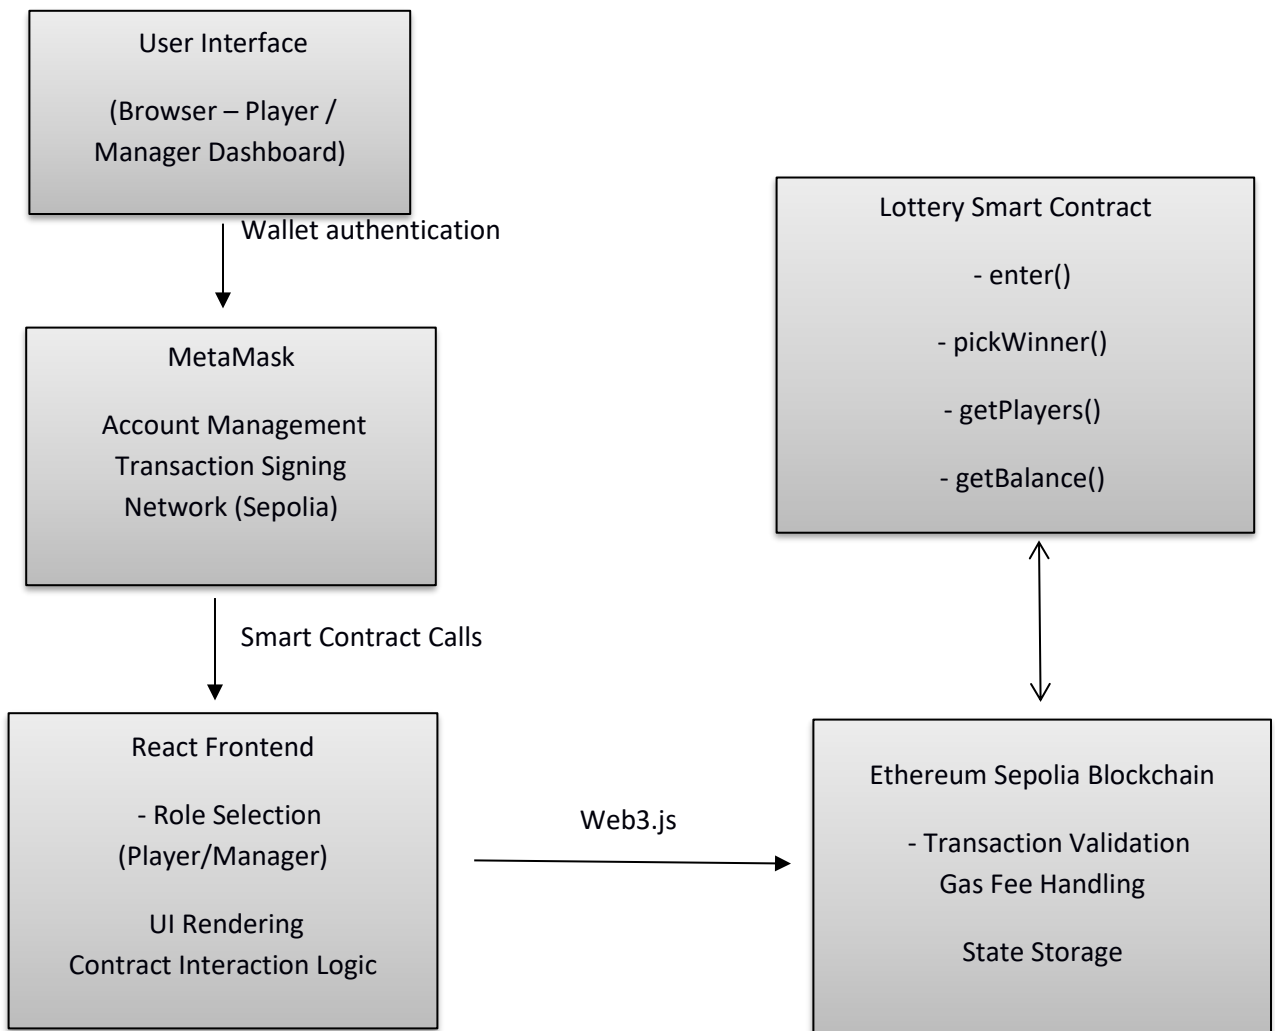 User Interface
(Browser – Player /
Manager Dashboard)
Wallet authentication
MetaMask
Account Management
Transaction Signing
Network (Sepolia)
Smart Contract Calls
React Frontend
- Role Selection
(Player/Manager)
UI Rendering
Contract Interaction Logic
Web3.js
Lottery Smart Contract
- enter()
- pickWinner()
- getPlayers()
- getBalance()
Ethereum Sepolia Blockchain
- Transaction Validation
Gas Fee Handling
State Storage